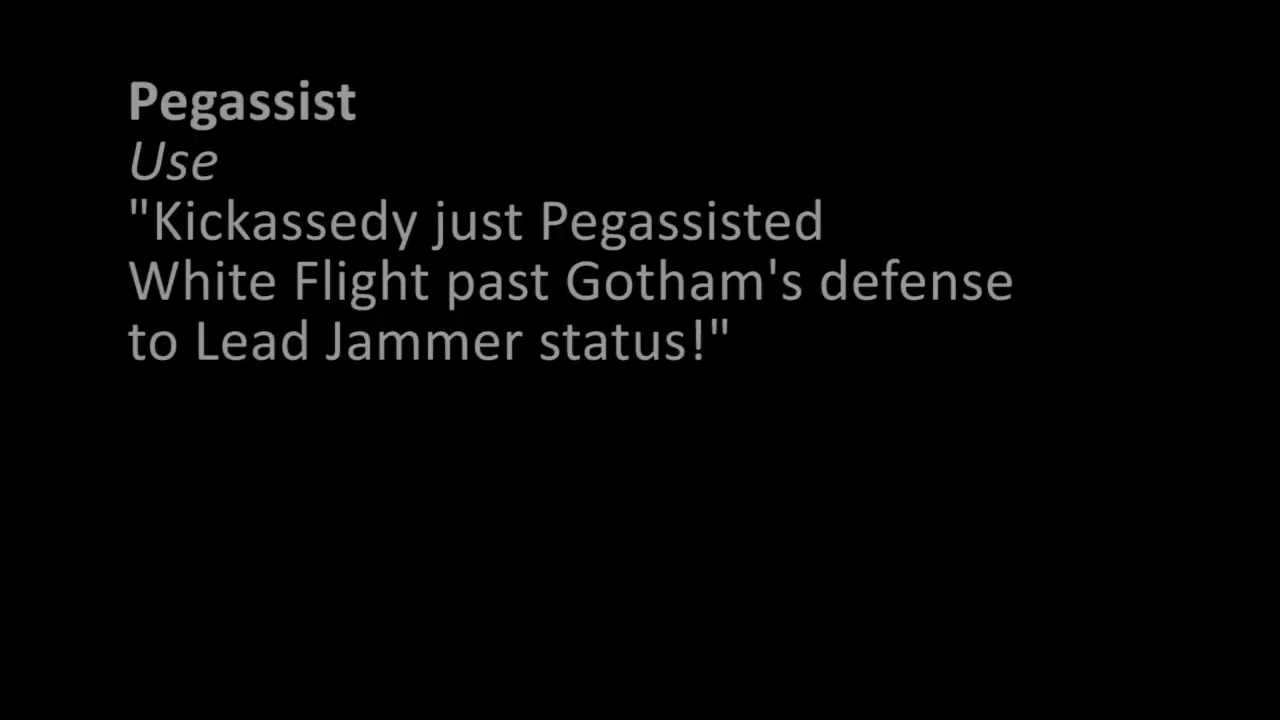 Pegassist
Use
"Kickassedy just Pegassisted
White Flight past Gotham's defense
to Lead Jammer status!"